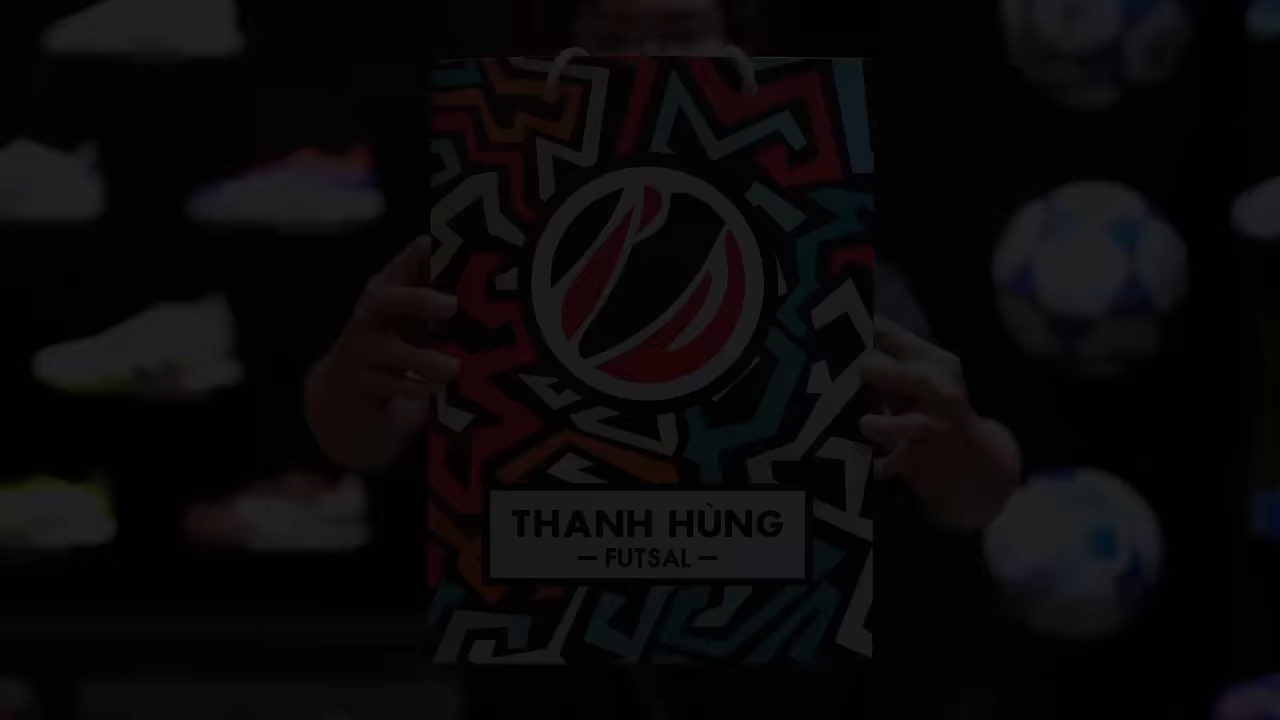 THANH HÙNG
— FUTSAL —